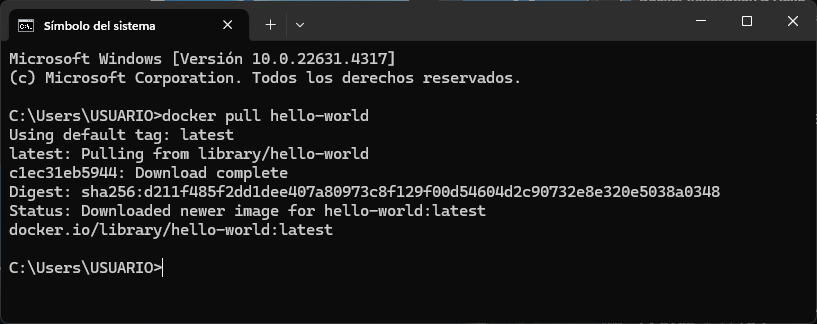 Símbolo del sistema
Microsoft Windows [Versión 10.0.22631.4317]
(c) Microsoft Corporation. Todos los derechos reservados.
C:\Users\USUARIO>docker pull hello-world
Using default tag: latest
latest: Pulling from library/hello-world
c1ec31eb5944: Download complete
Digest: sha256:d211f485f2dd1dee407a80973c8f129f00d54604d2c90732e8e320e5038a0348
Status: Downloaded newer image for hello-world:latest
docker.io/library/hello-world:latest
C:\Users\USUARIO>